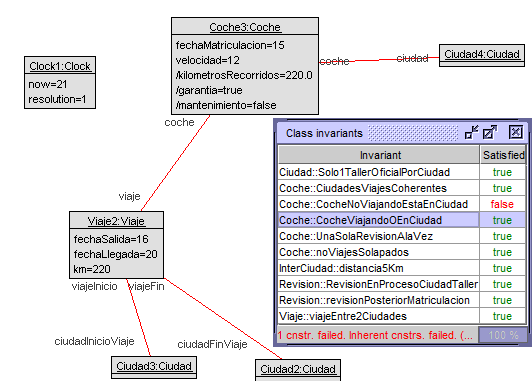 Coche3:Coche
fechaMatriculacion=15
velocidad=12
/kilometrosRecorridos=220.0
/garantia=true
/mantenimiento=false
Clock1:Clock
now=21
resolution=1
coche
ciudad
Ciudad4:Ciudad
coche
viaje
Viaje2:Viaje
fechaSalida=16
fechaLlegada=20
km=220
viajeInicio
viajeFin
ciudadInicioViaje
ciudadFinViaje
Ciudad3:Ciudad
Ciudad2:Ciudad
Class invariants
Invariant Satisfied
Ciudad::Solo1TallerOficialPorCiudad true
Coche::CiudadesViajesCoherentes true
Coche::CocheNoViajandoEstaEnCiudad false
Coche::CocheViajandoOEnCiudad true
Coche::UnaSolaRevisionAlaVez true
Coche::noViajesSolapados true
InterCiudad::distancia5Km true
Revision::RevisionEnProcesoCiudadTaller true
Revision::revisionPosteriorMatriculacion true
Viaje::viajeEntre2Ciudades true
1 cnstr. failed. Inherent cnstrs. failed. (... 100 %